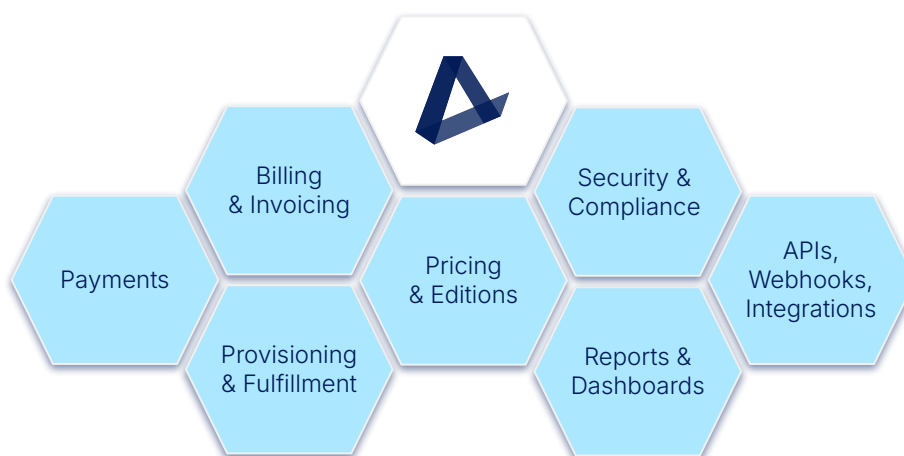 Billing
& Invoicing
Security &
Compliance
Payments
Pricing
& Editions
APIs,
Webhooks,
Integrations
Provisioning
& Fulfillment
Reports &
Dashboards